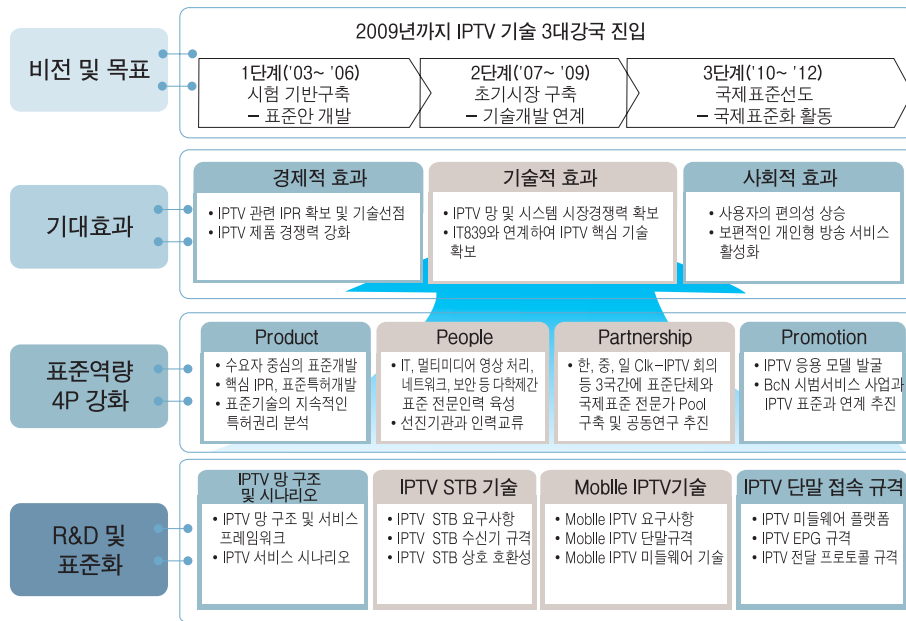 비전 및 목표
2009년까지 IPTV 기술 3대강국 진입
1단계('03~ '06)
시험 기반구축
– 표준안 개발
2단계('07~ '09)
초기시장 구축
– 기술개발 연계
3단계('10~ '12)
국제표준선도
– 국제표준화 활동
기대효과
경제적 효과
• IPTV 관련 IPR 확보 및 기술선점
• IPTV 제품 경쟁력 강화
기술적 효과
• IPTV 망 및 시스템 시장경쟁력 확보
• IT839와 연계하여 IPTV 핵심 기술
확보
사회적 효과
• 사용자의 편의성 상승
• 보편적인 개인형 방송 서비스
활성화
표준역량
4P 강화
Product
• 수요자 중심의 표준개발
• 핵심 IPR, 표준특허개발
• 표준기술의 지속적인
특허권리 분석
People
• IT, 멀티미디어 영상 처리,
네트워크, 보안 등 다학제간
표준 전문인력 육성
• 선진기관과 인력교류
Partnership
• 한, 중, 일 Clk-IPTV 회의
등 3국간에 표준단체와
국제표준 전문가 Pool
구축 및 공동연구 추진
Promotion
• IPTV 응용 모델 발굴
• BcN 시범서비스 사업과
IPTV 표준과 연계 추진
R&D 및
표준화
IPTV 망 구조
및 시나리오
• IPTV 망 구조 및 서비스
프레임워크
• IPTV 서비스 시나리오
IPTV STB 기술
• IPTV STB 요구사항
• IPTV STB 수신기 규격
• IPTV STB 상호 호환성
Moblle IPTV기술
• Moblle IPTV 요구사항
• Moblle IPTV 단말규격
• Moblle IPTV 미들웨어 기술
IPTV 단말 접속 규격
• IPTV 미들웨어 플랫폼
• IPTV EPG 규격
• IPTV 전달 프로토콜 규격